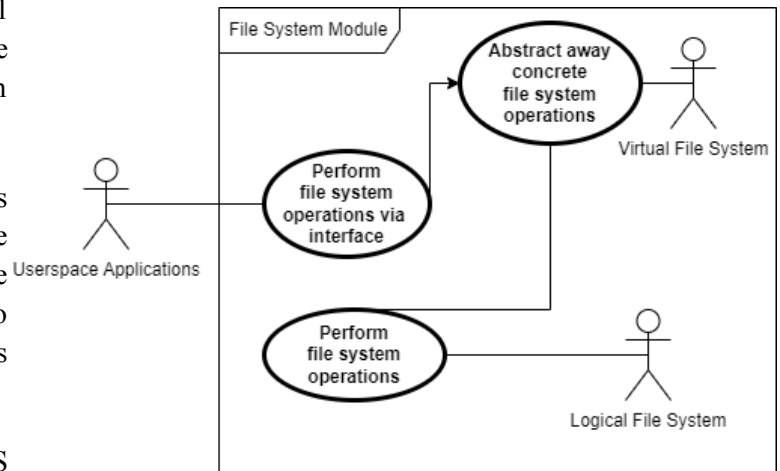 File System Module
Abstract away
concrete
file system
operations
Virtual File System
Perform
file system
operations via
interface
Userspace Applications
Perform
file system
operations
Logical File System